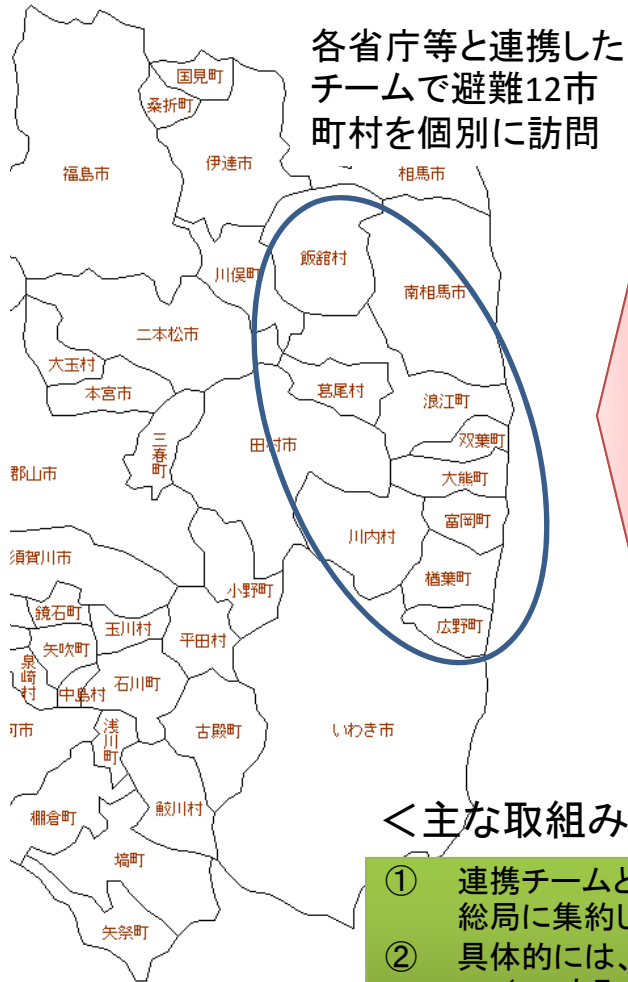 各省庁等と連携した
チームで避難12市
町村を個別に訪問
国見町
桑折町
伊達市
福島市
相馬市
飯舘村
川俣町
南相馬市
二本松市
大玉村
本宮市
葛尾村
浪江町
三春町
田村市
双葉町
郡山市
大熊町
富岡町
川内村
須賀川市
楢葉町
小野町
鏡石町
玉川村
平田村
広野町
矢吹町
泉崎村
中島村
石川町
河市
浅川町
古殿町
いわき市
棚倉町
鮫川村
塙町
矢祭町
＜主な取組み
① 連携チームと
総局に集約し
② 具体的には、